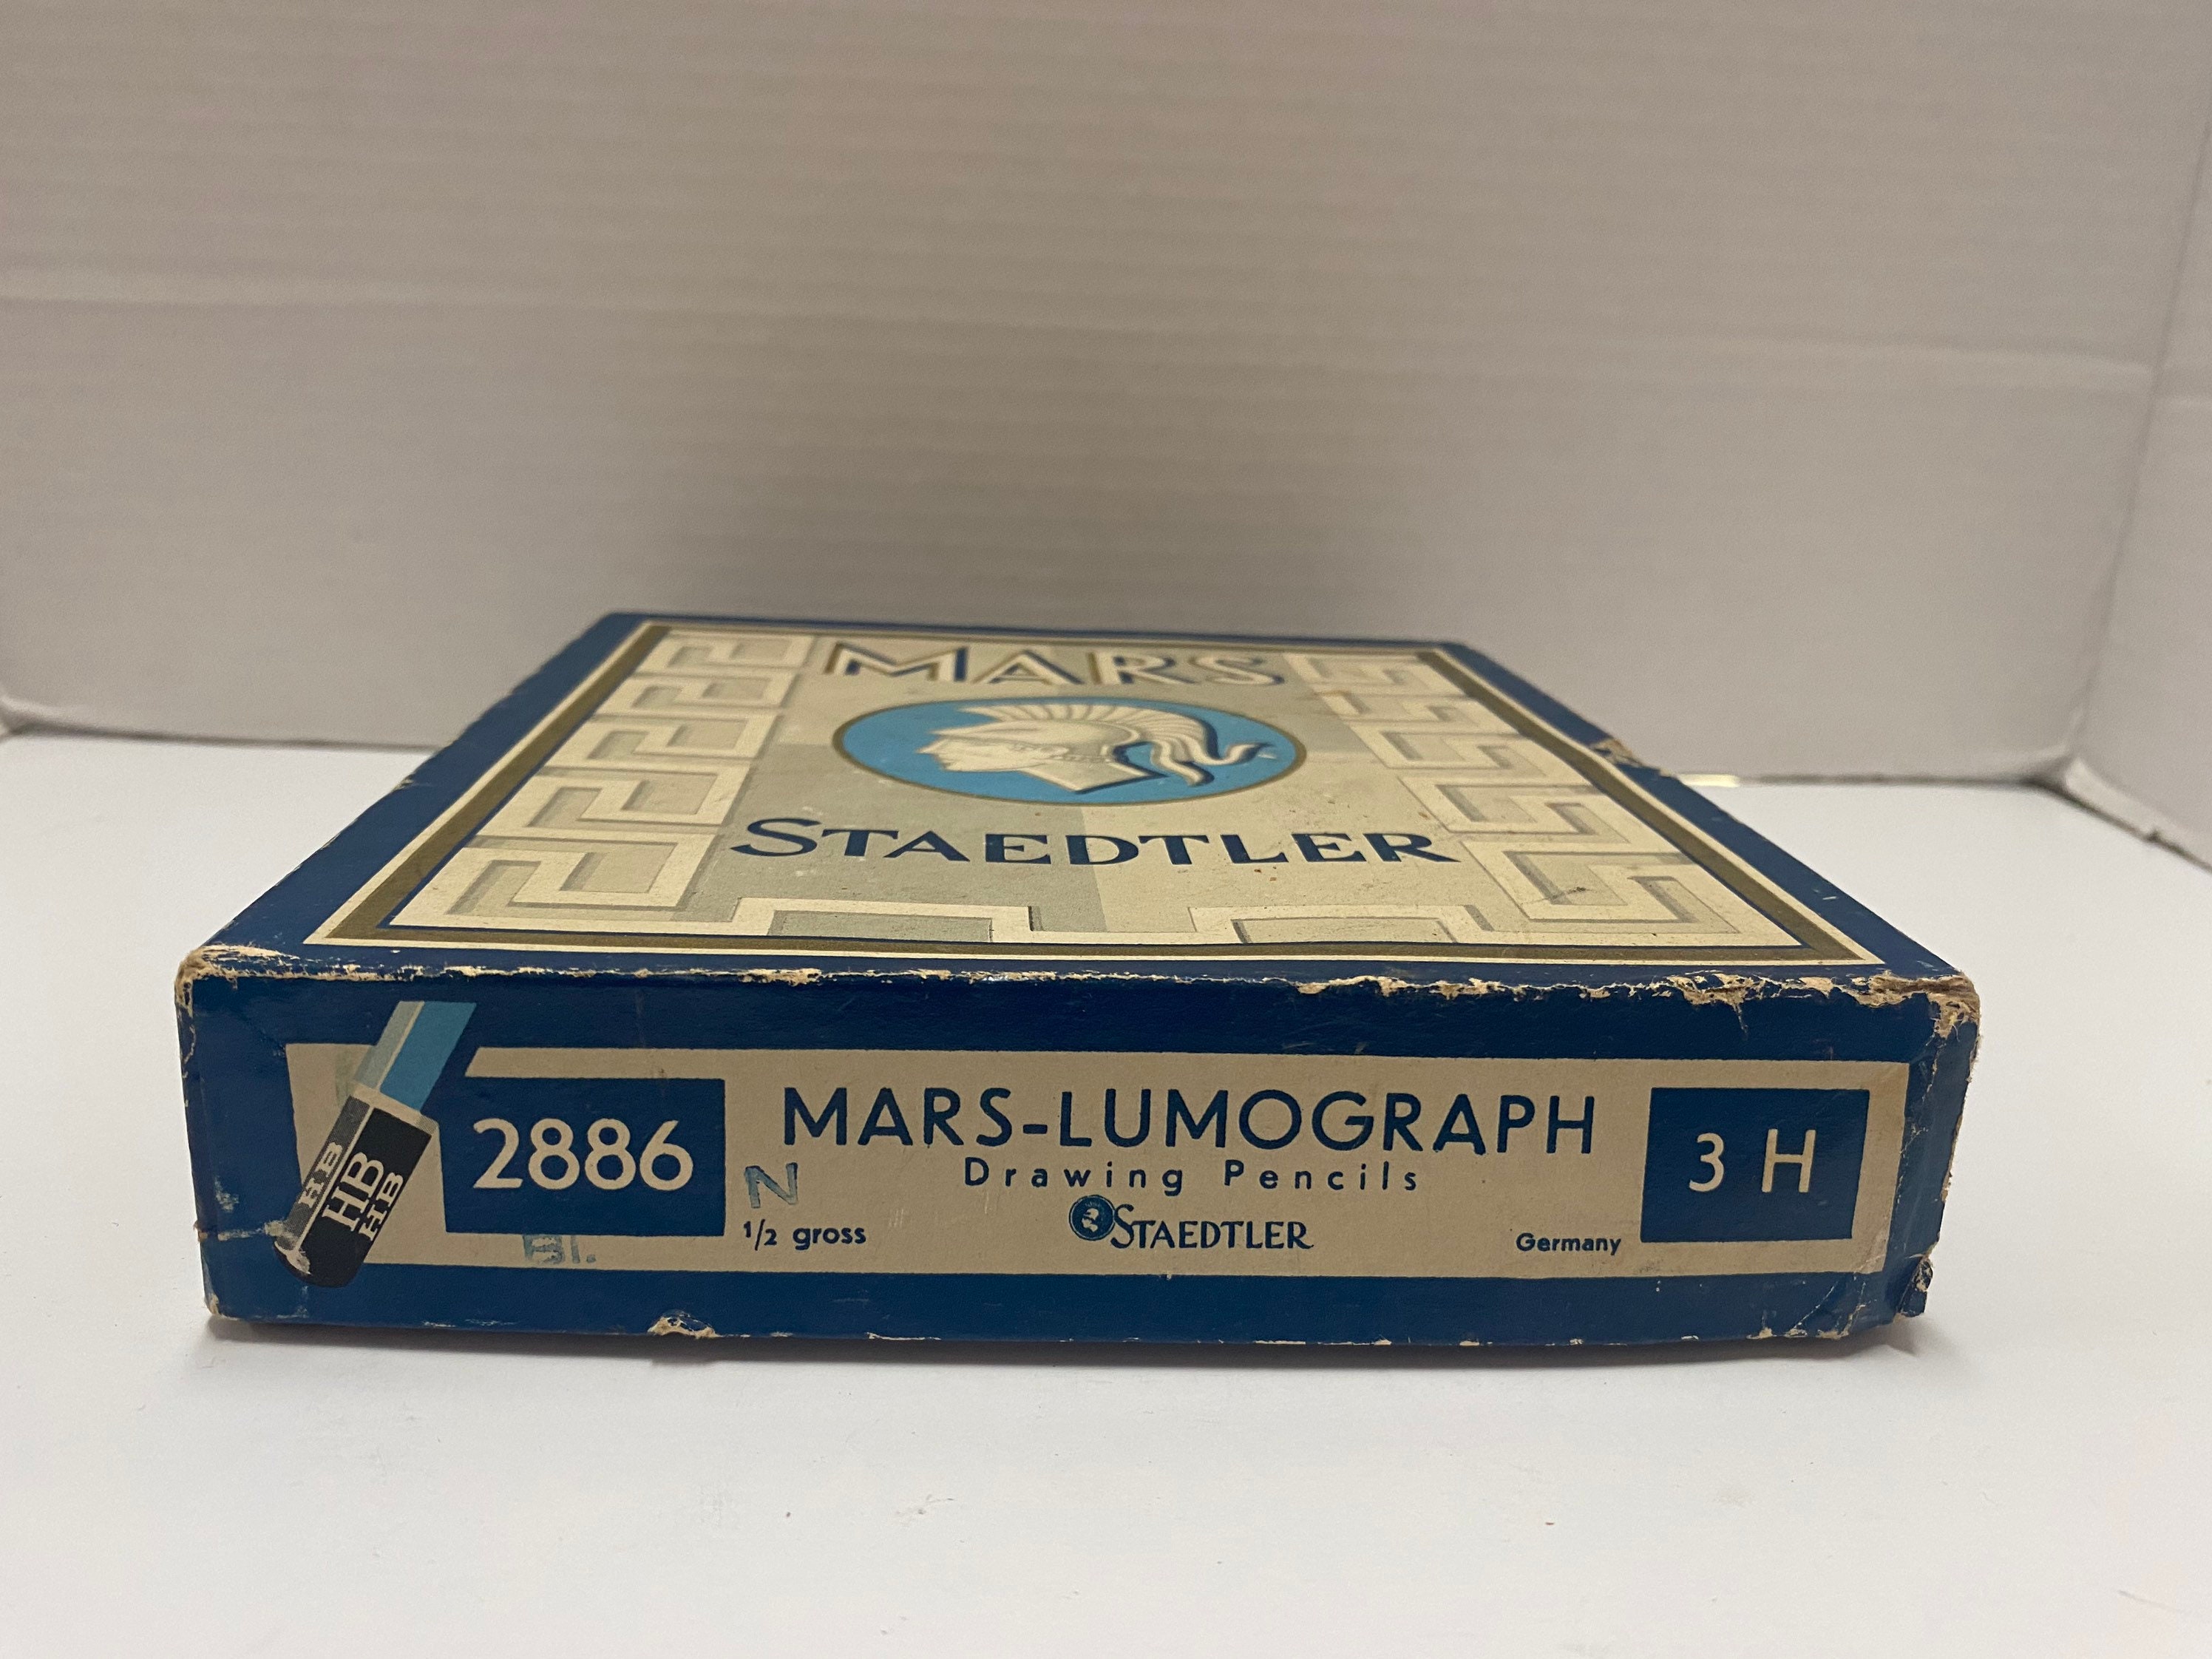 MARS
STAEDTLER
HB HB HB
2886
MARS-LUMOGRAPH
Drawing Pencils
N
1/2 gross
STAEDTLER
Germany
3 H
Bl.